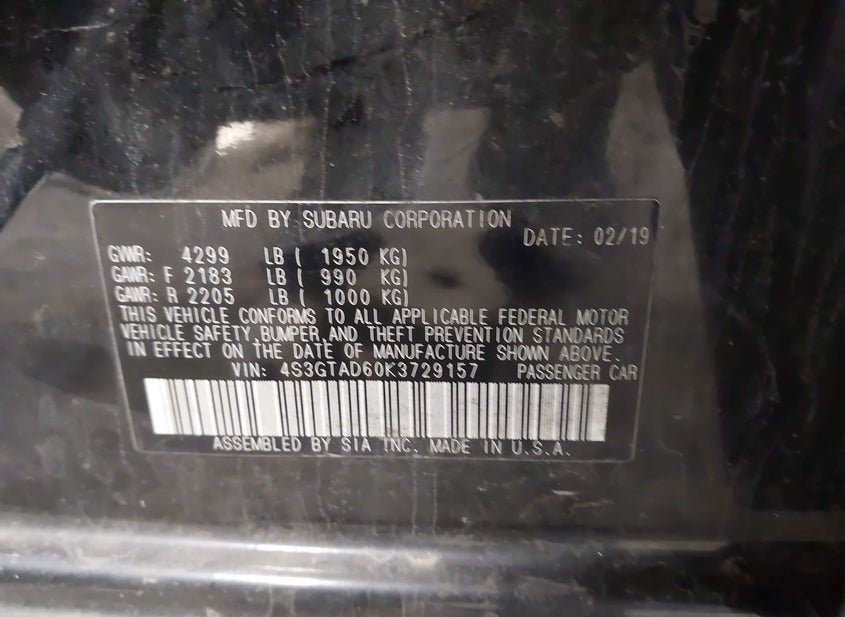 MFD BY SUBARU CORPORATION
DATE: 02/19
GVWR: 4299 LB ( 1950 KG)
GAWR: F 2183 LB ( 990 KG)
GAWR: R 2205 LB ( 1000 KG)
THIS VEHICLE CONFORMS TO ALL APPLICABLE FEDERAL MOTOR
VEHICLE SAFETY,BUMPER,AND THEFT PREVENTION STANDARDS
IN EFFECT ON THE DATE OF MANUFACTURE SHOWN ABOVE.
VIN: 4S3GTAD60K3729157 PASSENGER CAR
ASSEMBLED BY SIA INC. MADE IN U.S.A.